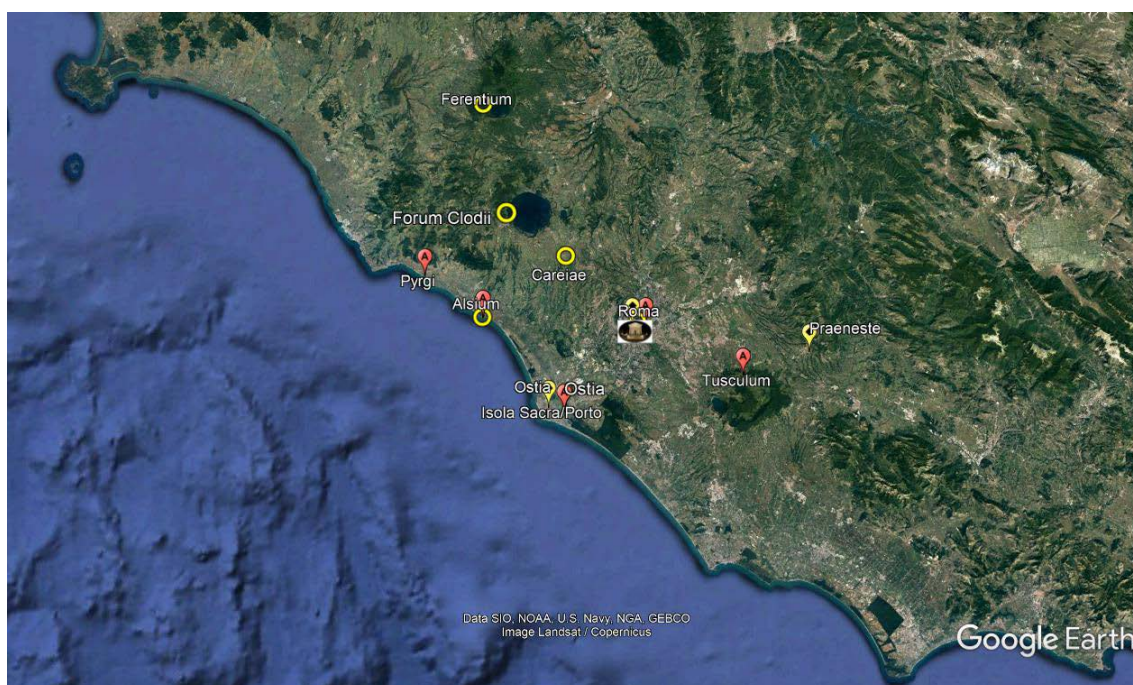 Ferentium
Forum Clodii
Careiae
Pyrgi
Alsium
Roma
Praeneste
Tusculum
Ostia Ostia
Isola Sacra/Porto
Data SIO, NOAA, U.S. Navy, NGA, GEBCO
Image Landsat / Copernicus
Google Earth